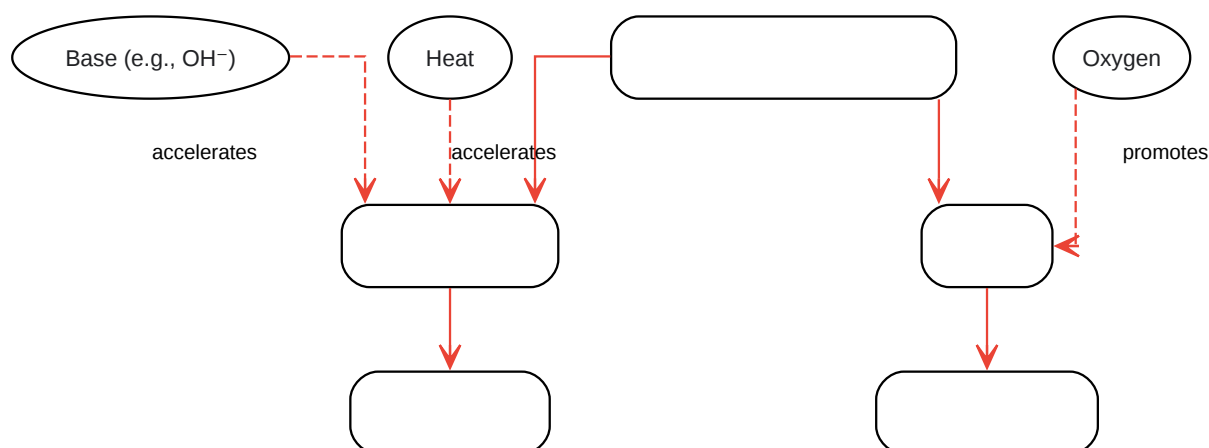 Base (e.g., OH⁻)
Heat
Oxygen
accelerates
accelerates
promotes